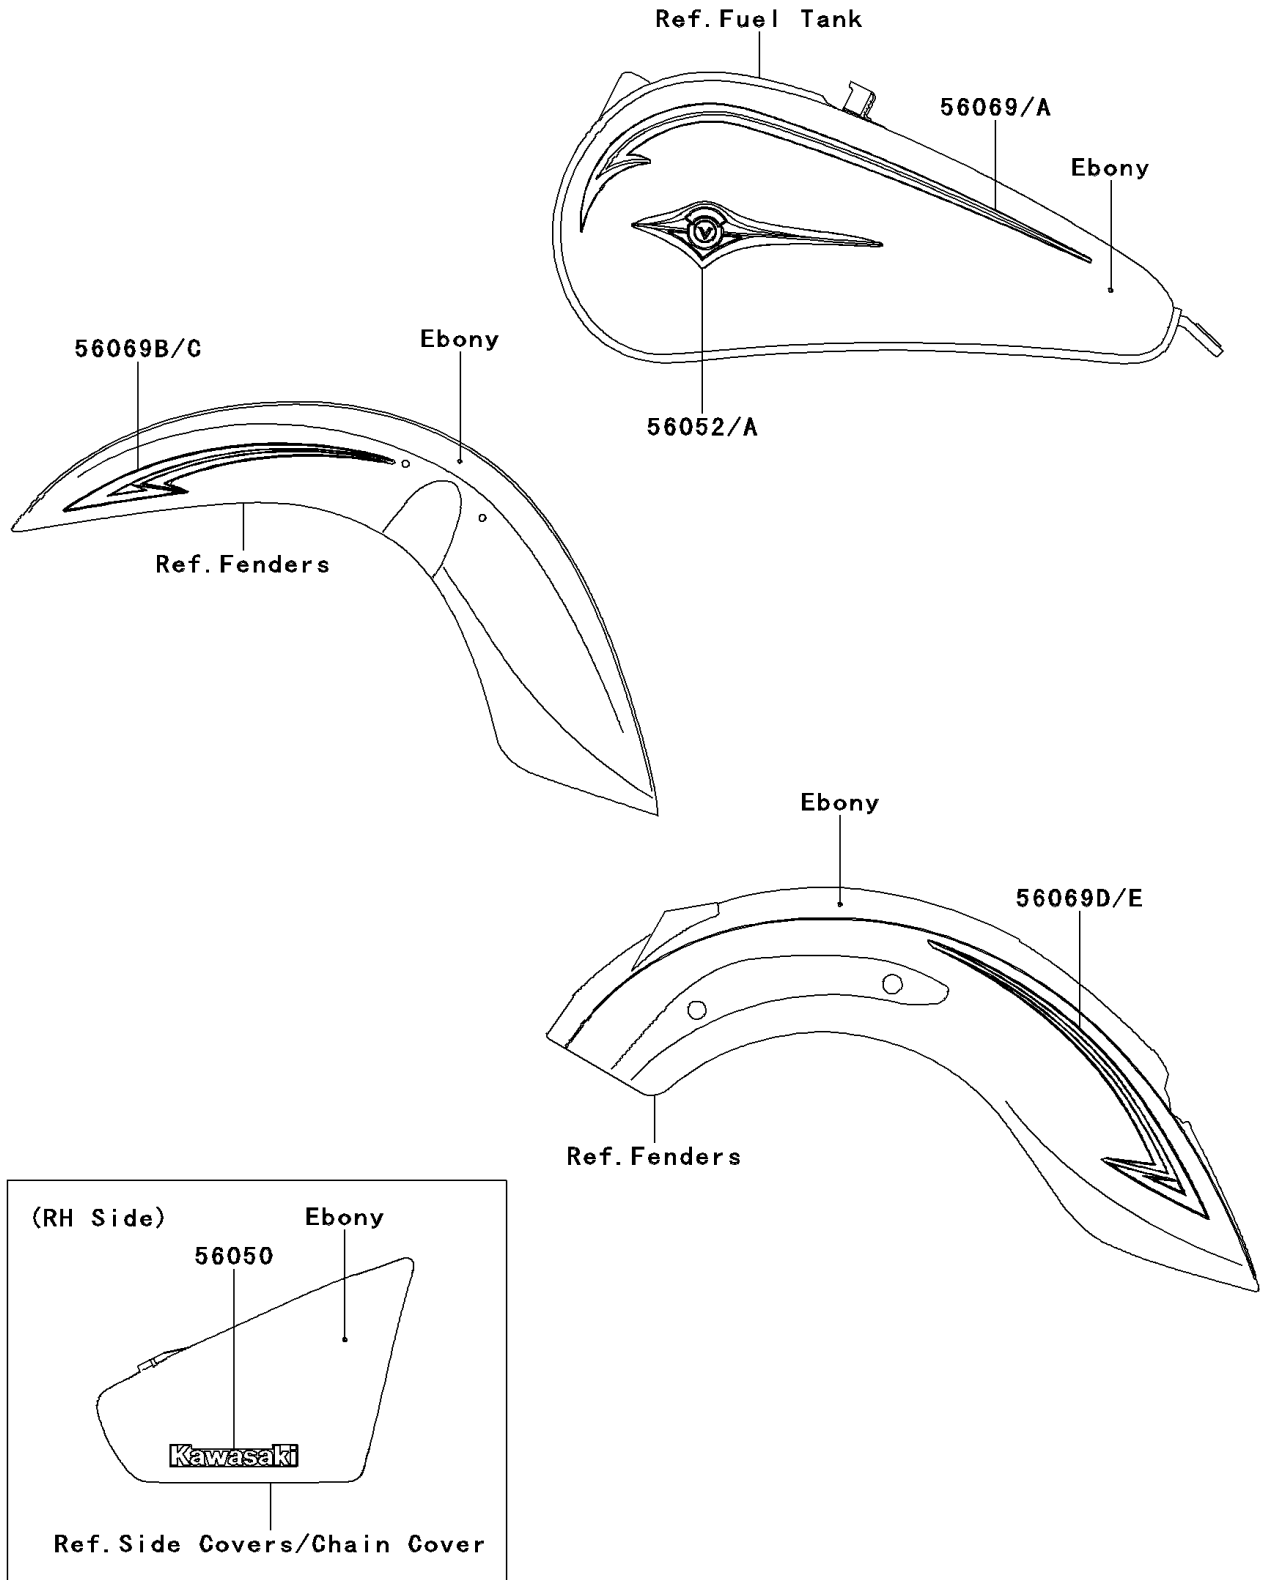 Ref.Fuel Tank
56069/A
Ebony
V
56052/A
Ebony
56069B/C
Ref.Fenders
Ebony
56069D/E
Ref.Fenders
(RH Side)
Ebony
56050
Kawasaki
Ref.Side Covers/Chain Cover